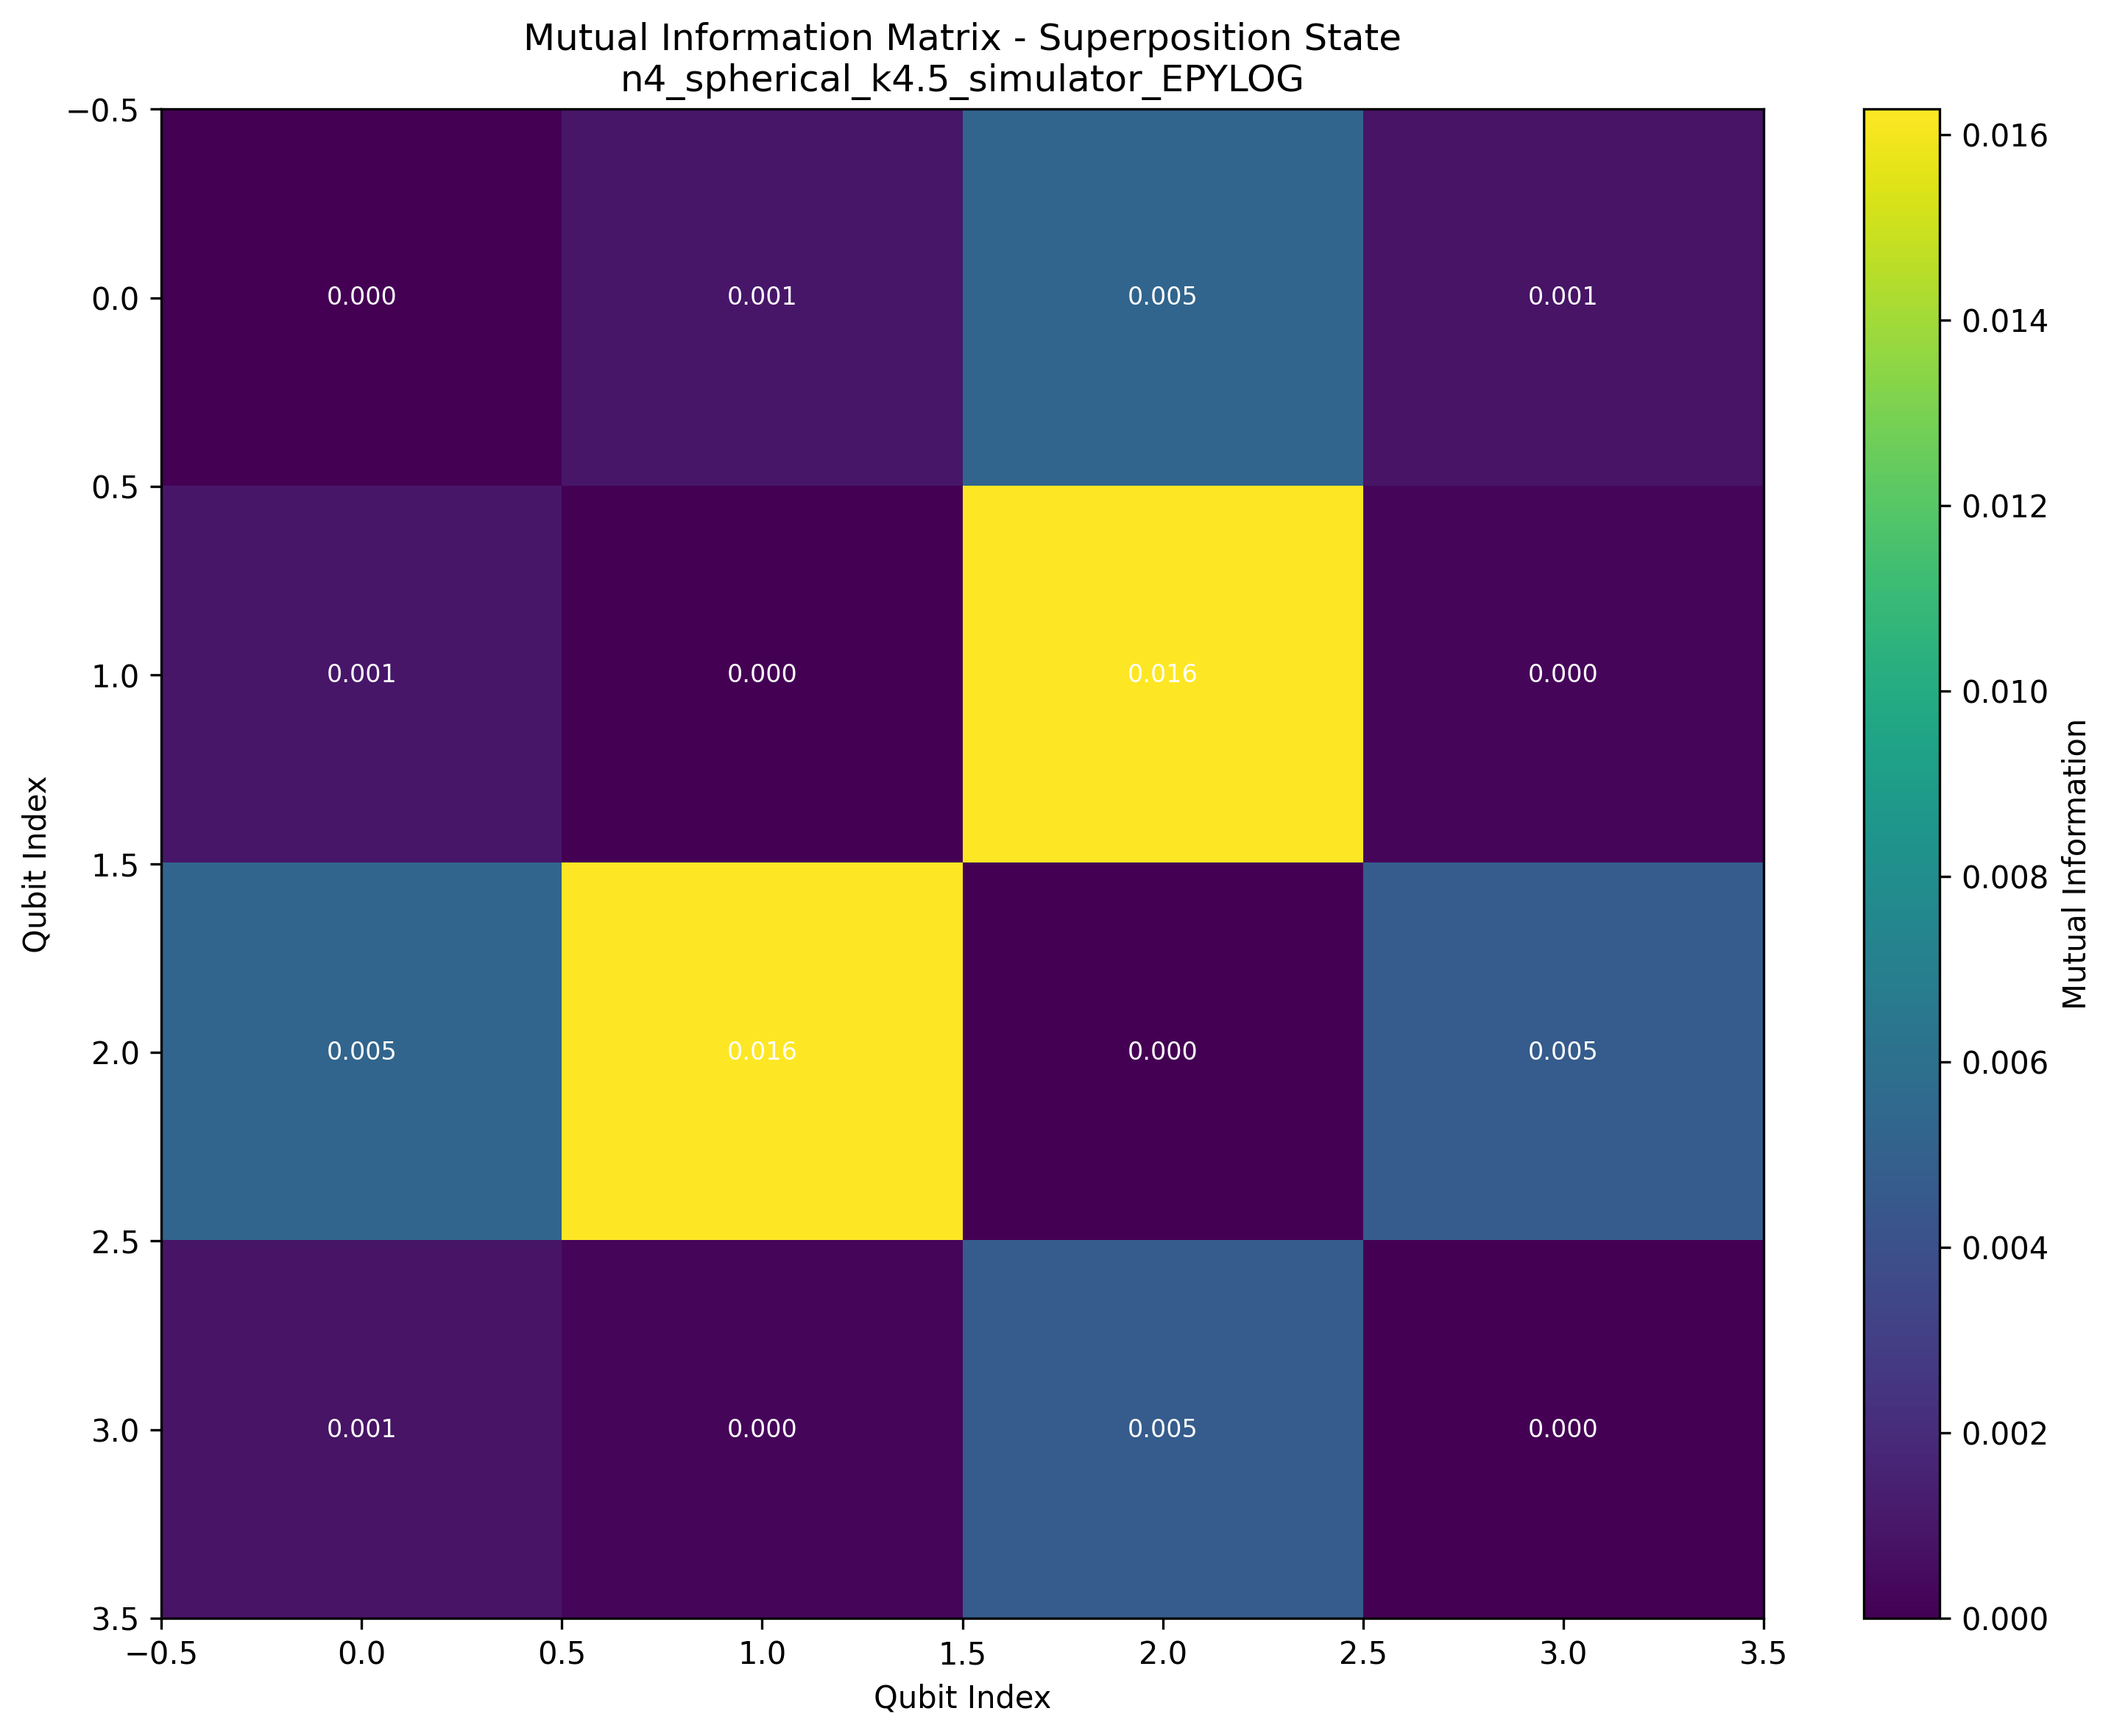 Mutual Information Matrix - Superposition State
n4_spherical_k4.5_simulator_EPYLOG
−0.5
0.0
0.5
1.0
1.5
2.0
2.5
3.0
3.5
Qubit Index
0.000 0.001 0.005 0.001
0.001 0.000 0.016 0.000
0.005 0.016 0.000 0.005
0.001 0.000 0.005 0.000
−0.5 0.0 0.5 1.0 1.5 2.0 2.5 3.0 3.5
Qubit Index
0.016
0.014
0.012
0.010
0.008
0.006
0.004
0.002
0.000
Mutual Information